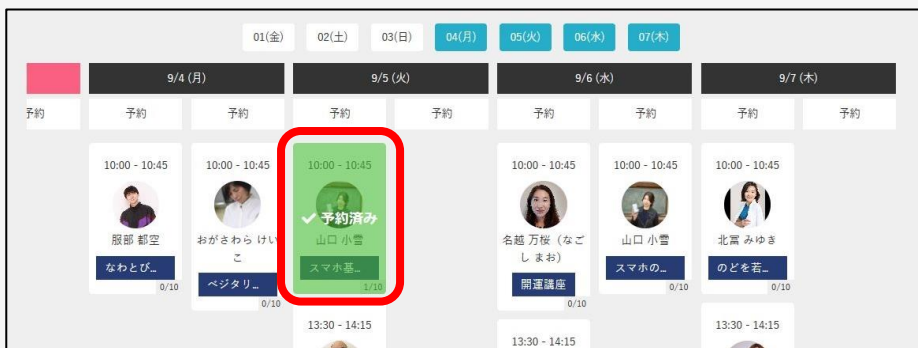 01(金) 02(土) 03(日) 04(月) 05(火) 06(水) 07(木)
9/4 (月) 9/5 (火) 9/6 (水) 9/7 (木)
予約 予約 予約 予約 予約 予約 予約 予約 予約
10:00 - 10:45
服部 都空
なわとび…
0/10
10:00 - 10:45
おがさわら けい
こ
ベジタリ…
0/10
10:00 - 10:45
予約済み
山口 小雪
スマホ基…
1/10
13:30 - 14:15
10:00 - 10:45
名越 万桜（なご
し まお）
開運講座
0/10
13:30 - 14:15
10:00 - 10:45
山口 小雪
スマホの…
0/10
10:00 - 10:45
北冨 みゆき
のどを若…
0/10
13:30 - 14:15